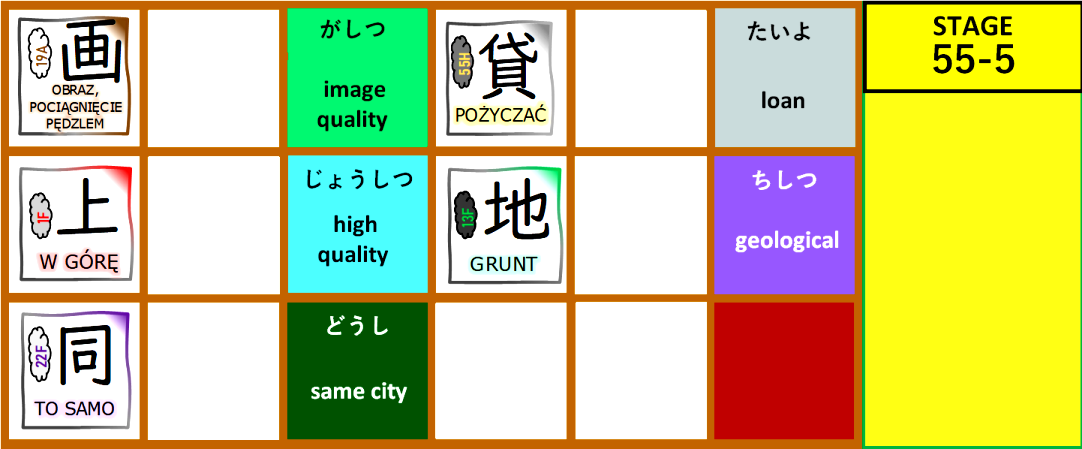 19A
画
OBRAZ,
POCIĄGNIĘCIE
PĘDZLEM
がしつ
image
quality
55H
貸
POŻYCZAĆ
たいよ
loan
STAGE
55-5
1F
上
W GÓRĘ
じょうしつ
high
quality
13F
地
GRUNT
ちしつ
geological
22F
同
TO SAMO
どうし
same city